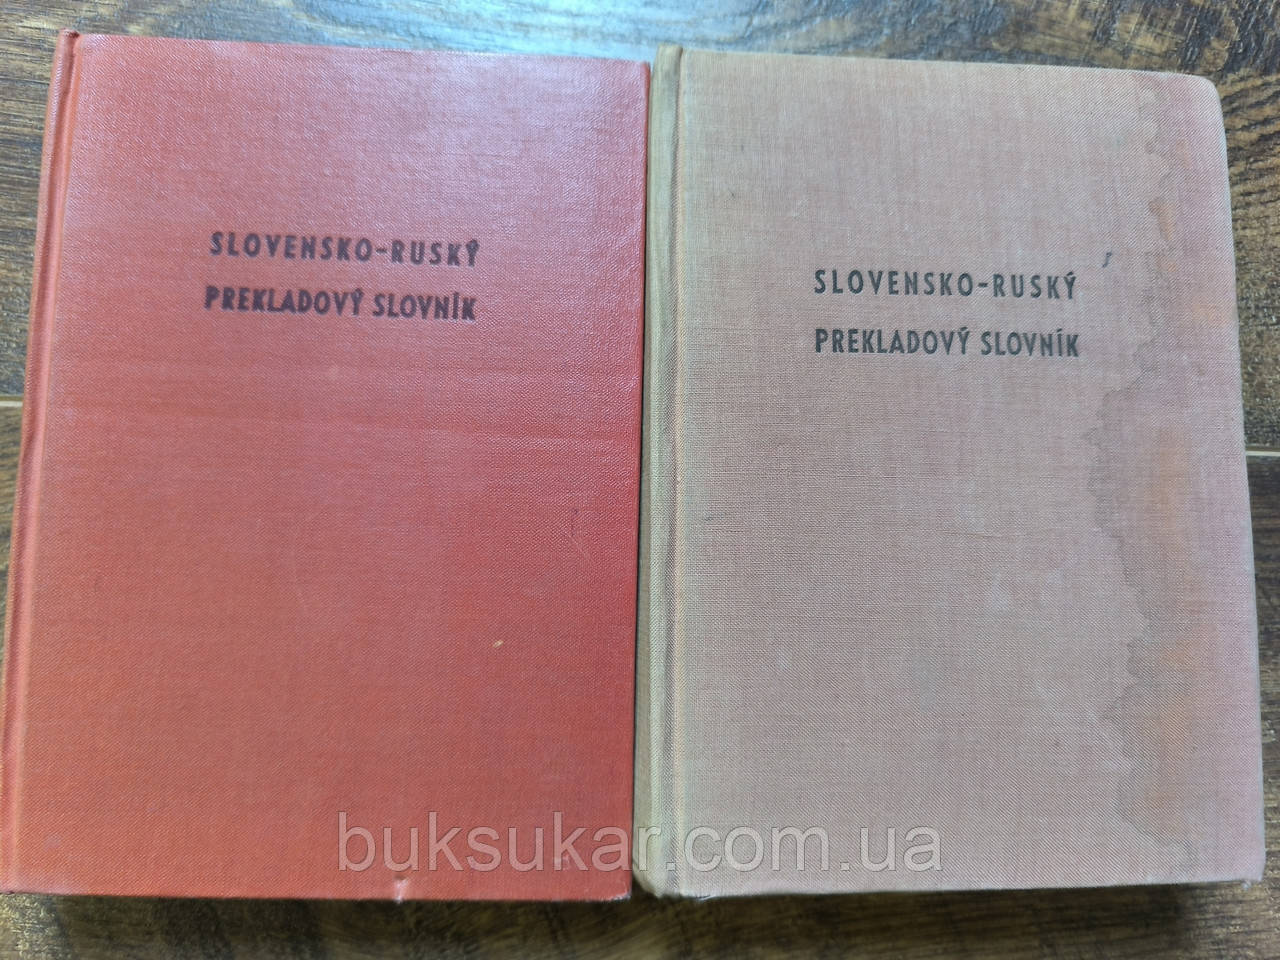 SLOVENSKO-RUSKÝ
PREKLADOVÝ SLOVNÍK
SLOVENSKO-RUSKÝ
PREKLADOVÝ SLOVNÍK
buksukar.com.ua